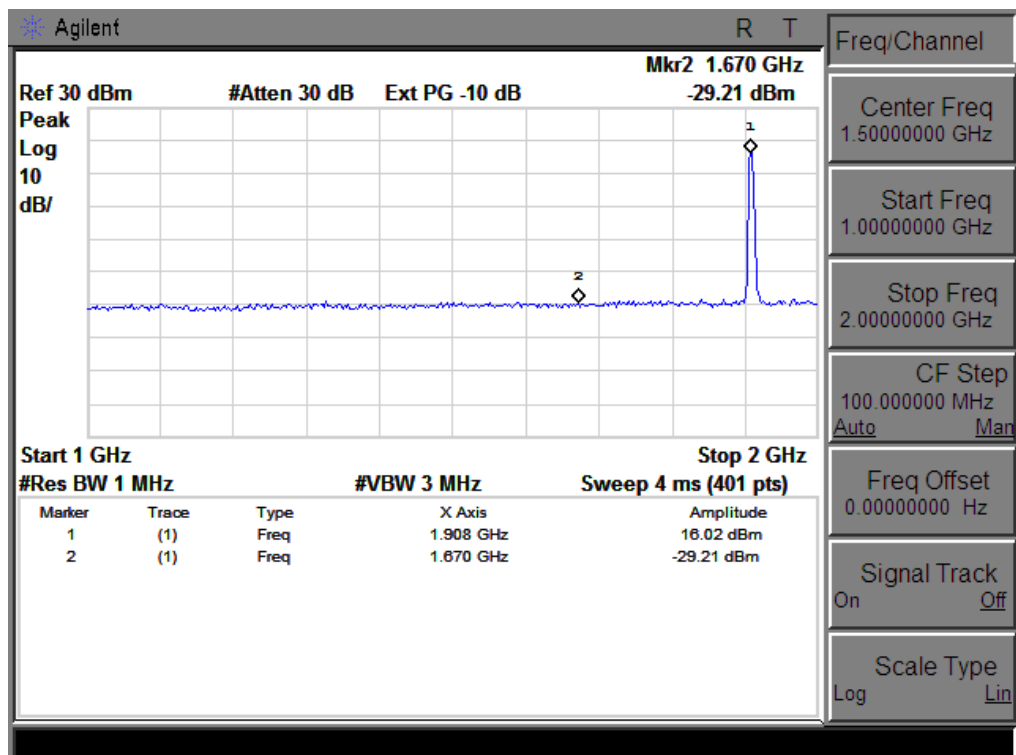 Agilent R T
Mkr2 1.670 GHz
Ref 30 dBm #Atten 30 dB Ext PG -10 dB -29.21 dBm
Peak
Log
10
dB/
1
2
Start 1 GHz Stop 2 GHz
#Res BW 1 MHz #VBW 3 MHz Sweep 4 ms (401 pts)
Marker Trace Type X Axis Amplitude
1 (1) Freq 1.908 GHz 16.02 dBm
2 (1) Freq 1.670 GHz -29.21 dBm
Freq/Channel
Center Freq
1.50000000 GHz
Start Freq
1.00000000 GHz
Stop Freq
2.00000000 GHz
CF Step
100.000000 MHz
Auto Man
Freq Offset
0.00000000 Hz
Signal Track
On Off
Scale Type
Log Lin